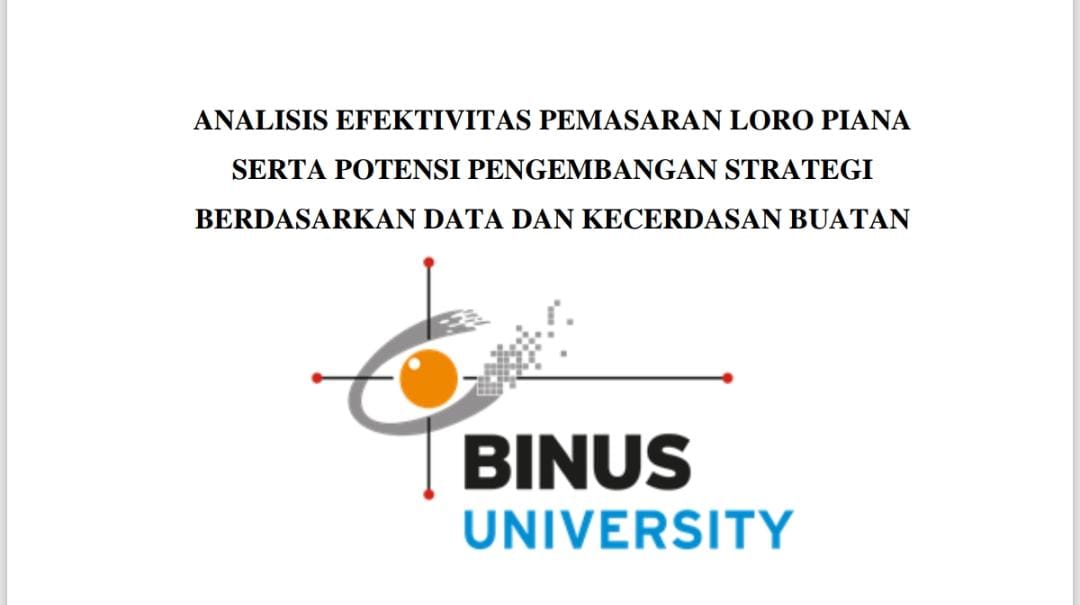 ANALISIS EFEKTIVITAS PEMASARAN LORO PIANA
SERTA POTENSI PENGEMBANGAN STRATEGI
BERDASARKAN DATA DAN KECERDASAN BUATAN
BINUS
UNIVERSITY